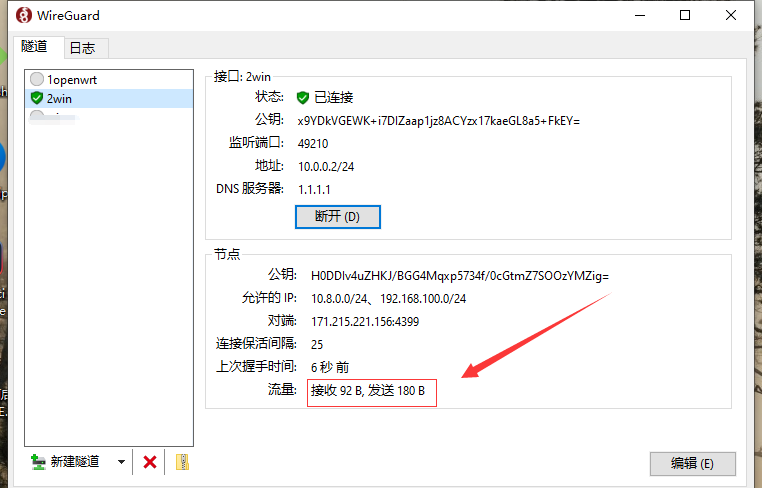 WireGuard
隧道 日志
1openwrt
2win
接口: 2win
状态: 已连接
公钥: x9YDkVGEWK+i7DIZaap1jz8ACYzx17kaeGL8a5+FkEY=
监听端口: 49210
地址: 10.0.0.2/24
DNS 服务器: 1.1.1.1
断开 (D)
节点
公钥: H0DDlv4uZHKJ/BGG4Mqxp5734f/0cGtmZ7SOOzYMZig=
允许的 IP: 10.8.0.0/24、192.168.100.0/24
对端: 171.215.221.156:4399
连接保活间隔: 25
上次握手时间: 6 秒 前
流量: 接收 92 B, 发送 180 B
新建隧道
编辑 (E)